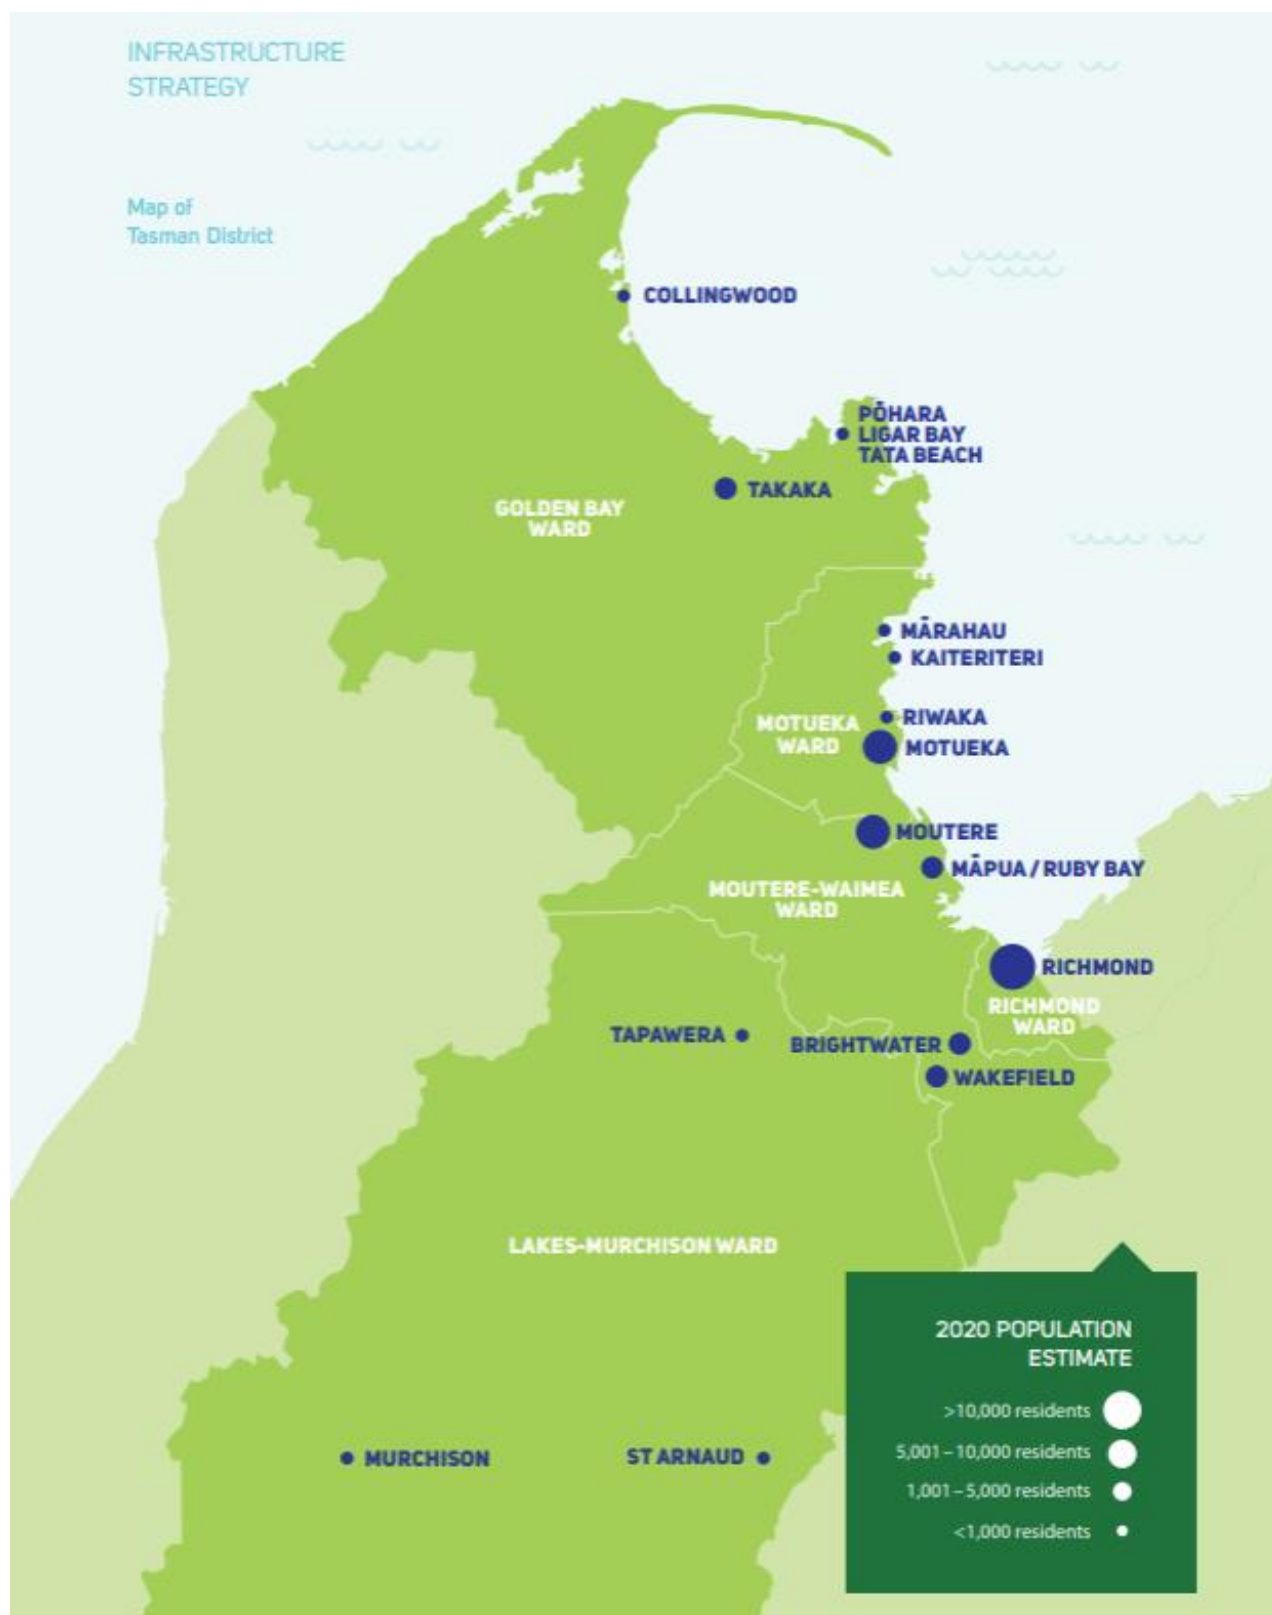 INFRASTRUCTURE
STRATEGY
Map of
Tasman District
COLLINGWOOD
PŌHARA
LIGAR BAY
TATA BEACH
TAKAKA
GOLDEN BAY
WARD
MĀRAHAU
KAITERITERI
RIWAKA
MOTUEKA
WARD
MOTUEKA
MOUTERE
MĀPUA / RUBY BAY
MOUTERE-WAIMEA
WARD
RICHMOND
RICHMOND
WARD
TAPAWERA
BRIGHTWATER
WAKEFIELD
LAKES-MURCHISON WARD
2020 POPULATION
ESTIMATE
>10,000 residents
5,001 – 10,000 residents
1,001 – 5,000 residents
<1,000 residents
MURCHISON
ST ARNAUD